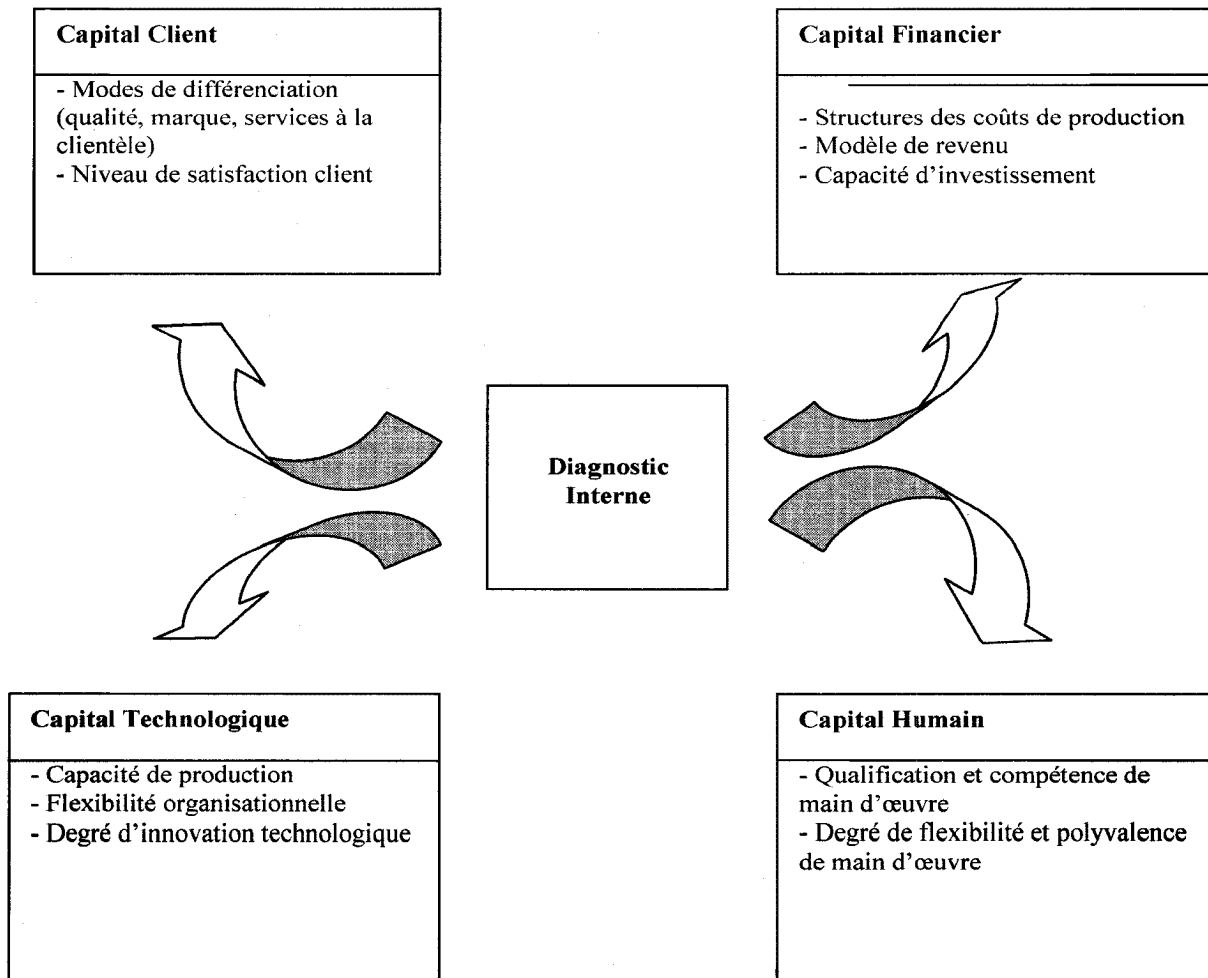 Capital Client
- Modes de différenciation
(qualité, marque, services à la
clientèle)
- Niveau de satisfaction client
Capital Financier
- Structures des coûts de production
- Modèle de revenu
- Capacité d'investissement
Diagnostic
Interne
Capital Technologique
- Capacité de production
- Flexibilité organisationnelle
- Degré d'innovation technologique
Capital Humain
- Qualification et compétence de
main d'œuvre
- Degré de flexibilité et polyvalence
de main d'œuvre